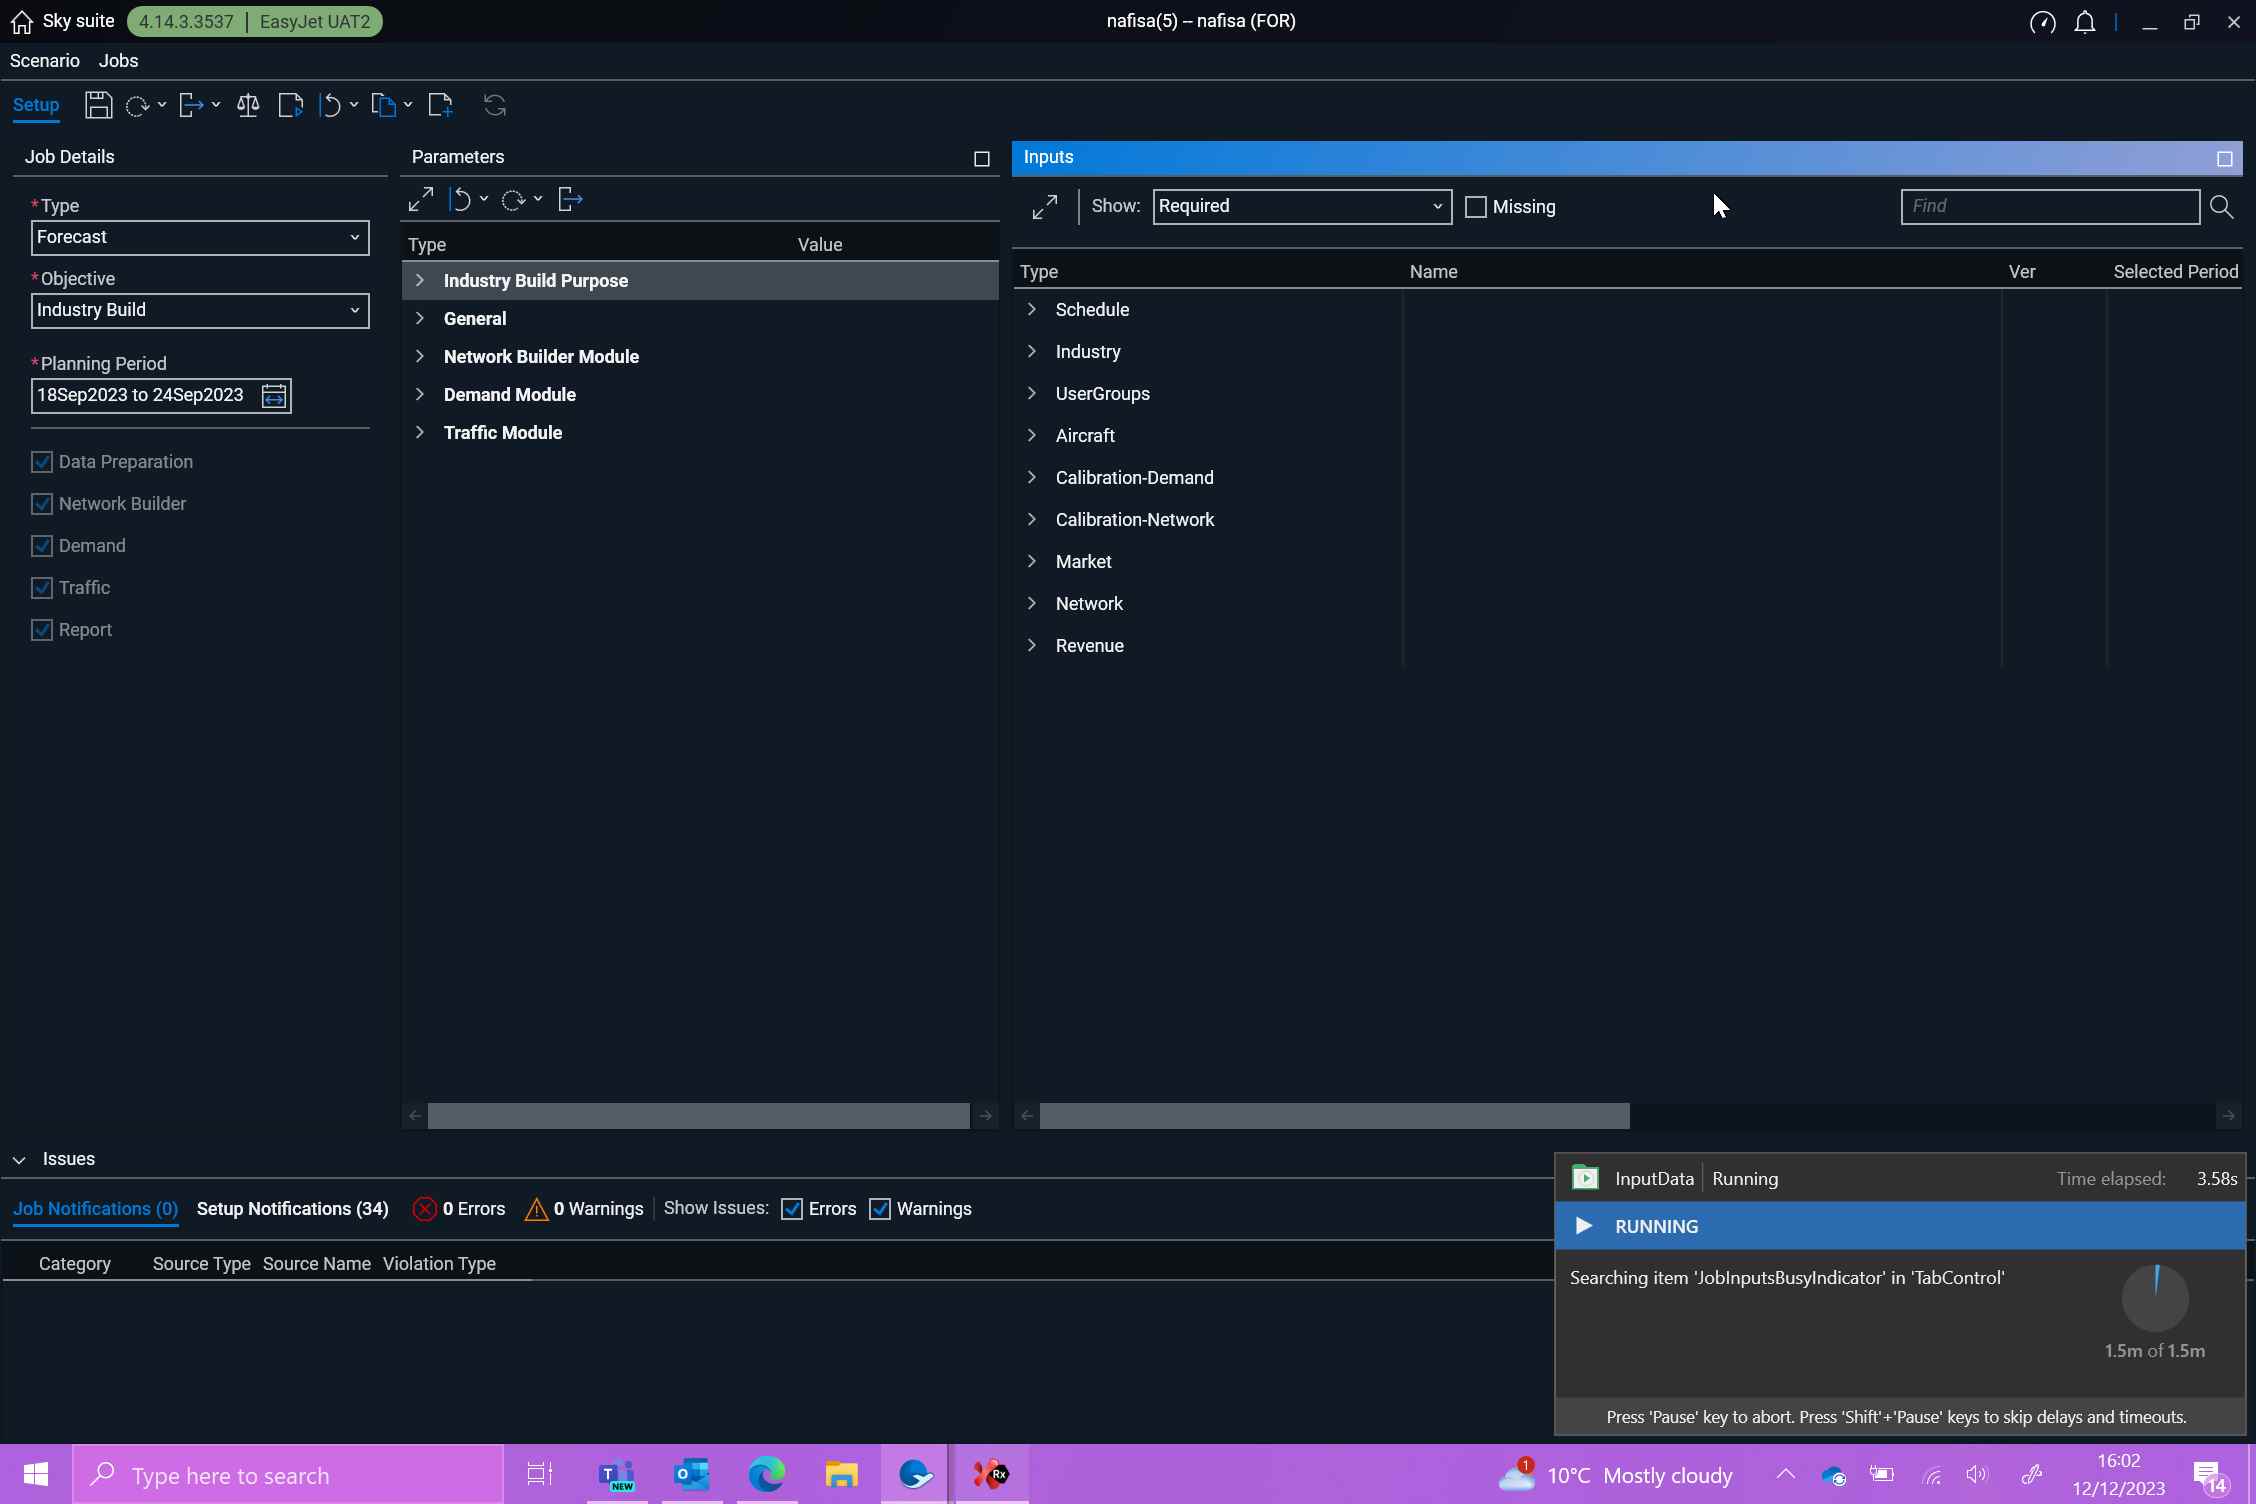 Sky suite 4.14.3.3537 | EasyJet UAT2 nafisa(5) – nafisa (FOR)
Scenario Jobs
Setup
Job Details
*Type
Forecast
*Objective
Industry Build
*Planning Period
18Sep2023 to 24Sep2023
Data Preparation
Network Builder
Demand
Traffic
Report
Parameters
Type Value
Industry Build Purpose
General
Network Builder Module
Demand Module
Traffic Module
Inputs
Show: Required Missing Find
Type Name Ver Selected Period
Schedule
Industry
UserGroups
Aircraft
Calibration-Demand
Calibration-Network
Market
Network
Revenue
Issues
Job Notifications (0) Setup Notifications (34) 0 Errors 0 Warnings Show Issues: Errors Warnings
Category Source Type Source Name Violation Type
InputData Running Time elapsed: 3.58s
RUNNING
Searching item 'JobInputsBusyIndicator' in 'TabControl'
1.5m of 1.5m
Press 'Pause' key to abort. Press 'Shift'+'Pause' keys to skip delays and timeouts.
Type here to search
T
NEW
O
Rx
1
10°C Mostly cloudy
16:02
12/12/2023
14